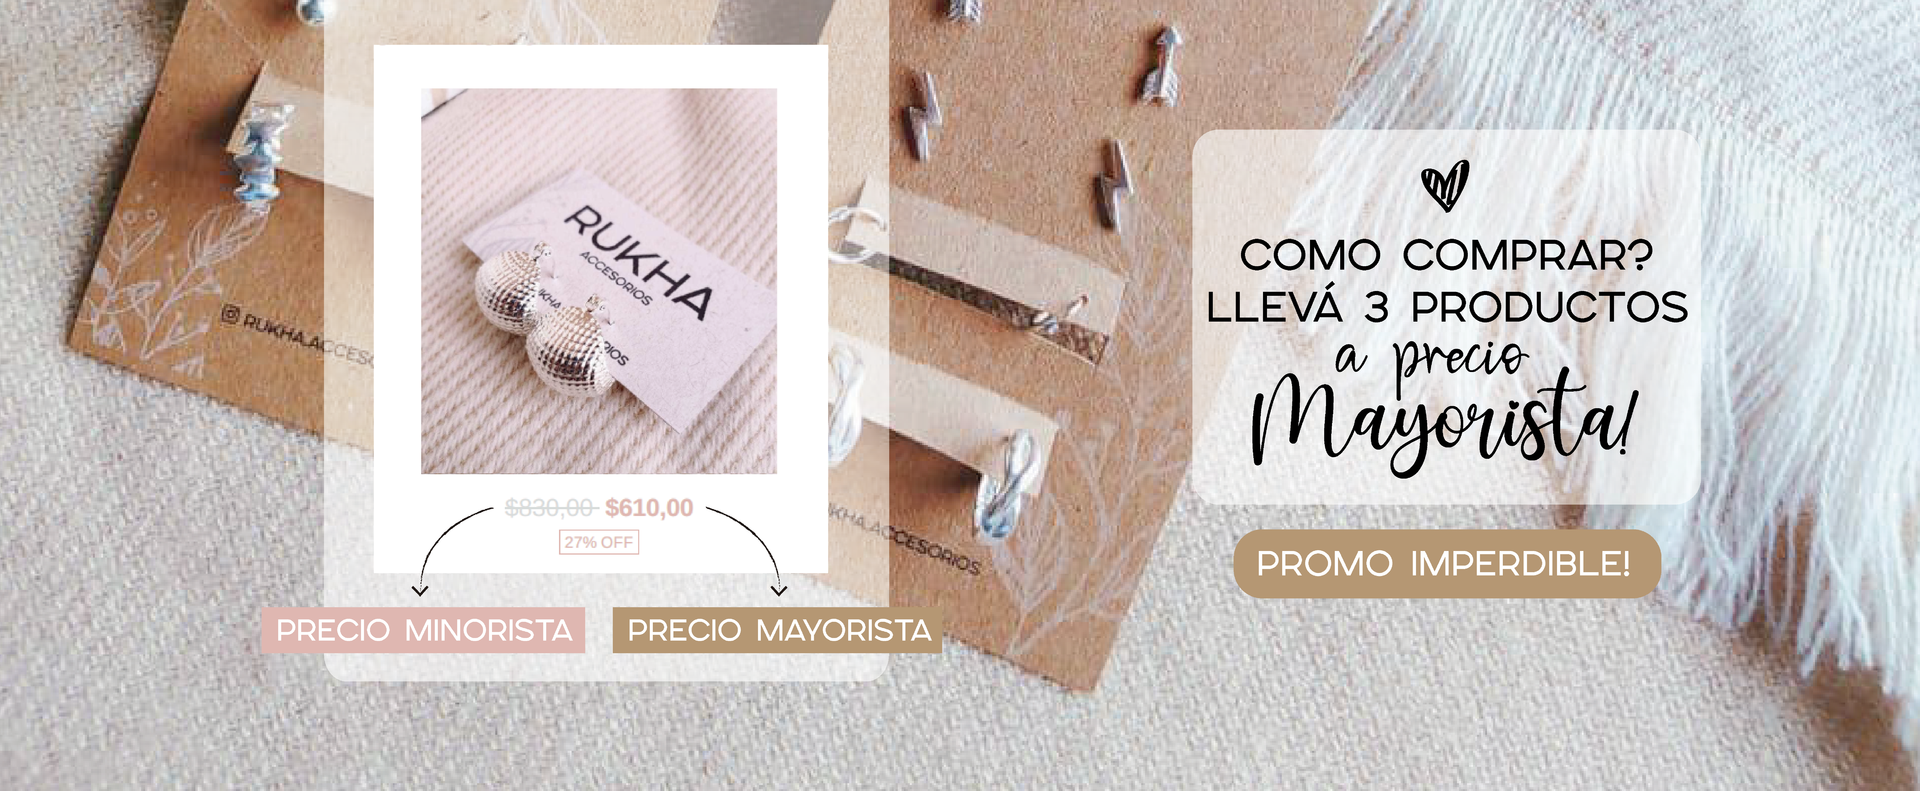 RUKHA
ACCESORIOS
RUKHA.ACCESO
$830,00 $610,00
27% OFF
PRECIO MINORISTA
PRECIO MAYORISTA
KHA.ACCESORIOS
COMO COMPRAR?
LLEVÁ 3 PRODUCTOS
a precio
Mayorista!
PROMO IMPERDIBLE!